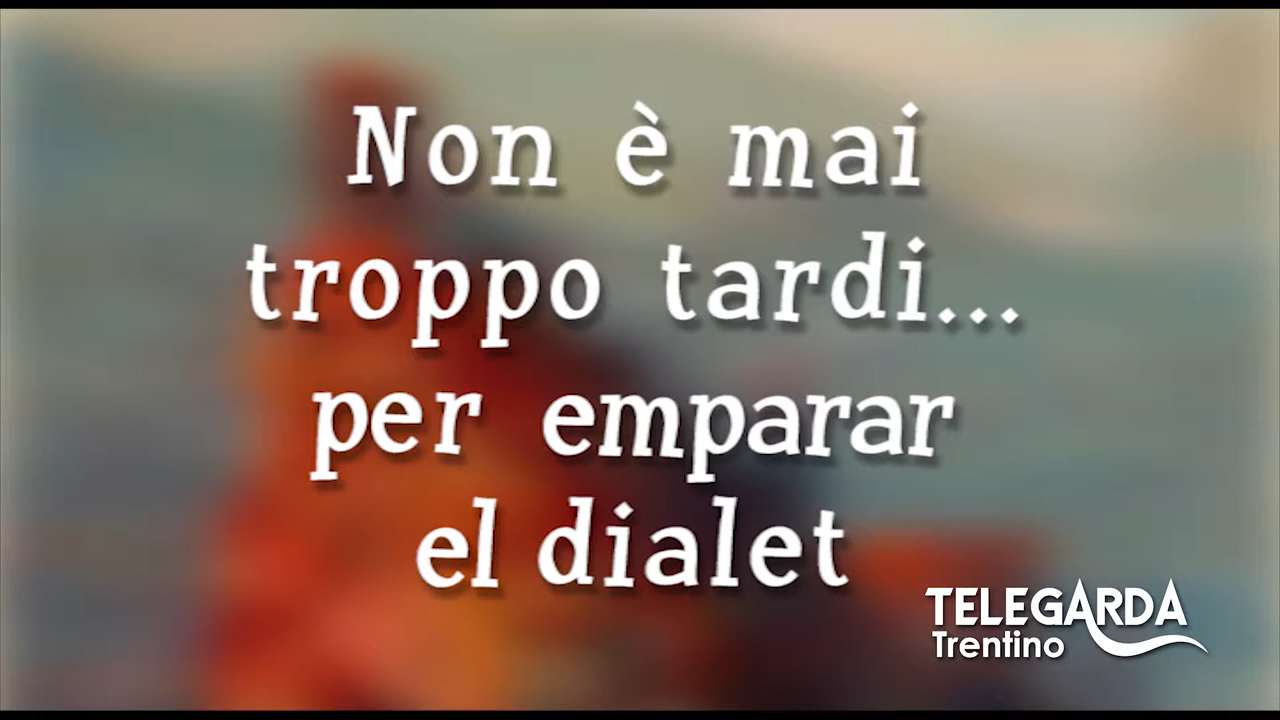 Non è mai
troppo tardi...
per emparar
el dialet
TELEGARDA
Trentino